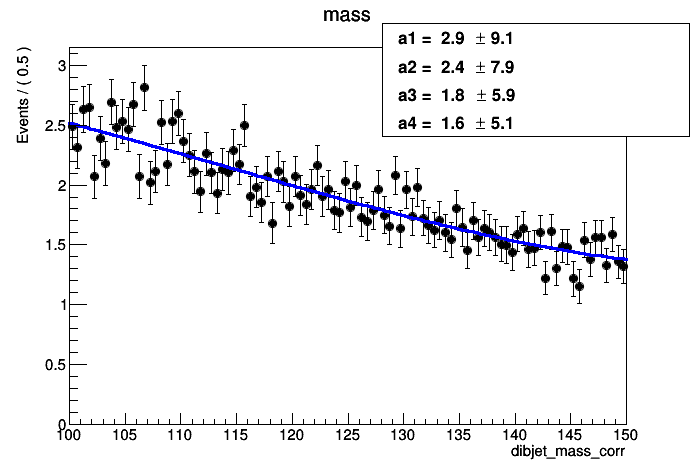 mass
a1 = 2.9 ± 9.1
a2 = 2.4 ± 7.9
a3 = 1.8 ± 5.9
a4 = 1.6 ± 5.1
Events / ( 0.5 )
3
2.5
2
1.5
1
0.5
0
100 105 110 115 120 125 130 135 140 145 150
dibjet_mass_corr